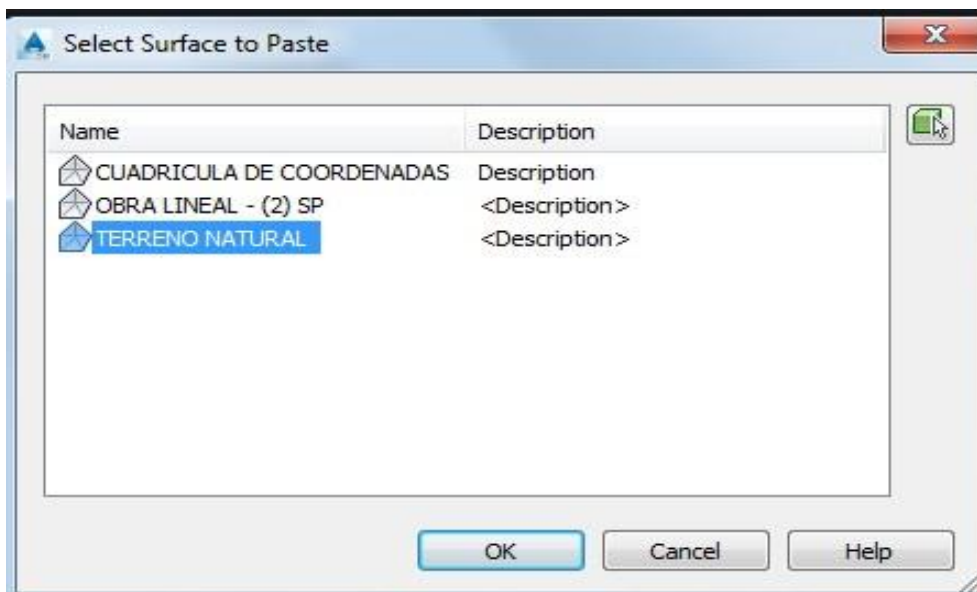 Select Surface to Paste
Name Description
CUADRICULA DE COORDENADAS Description
OBRA LINEAL - (2) SP <Description>
TERRENO NATURAL <Description>
OK Cancel Help